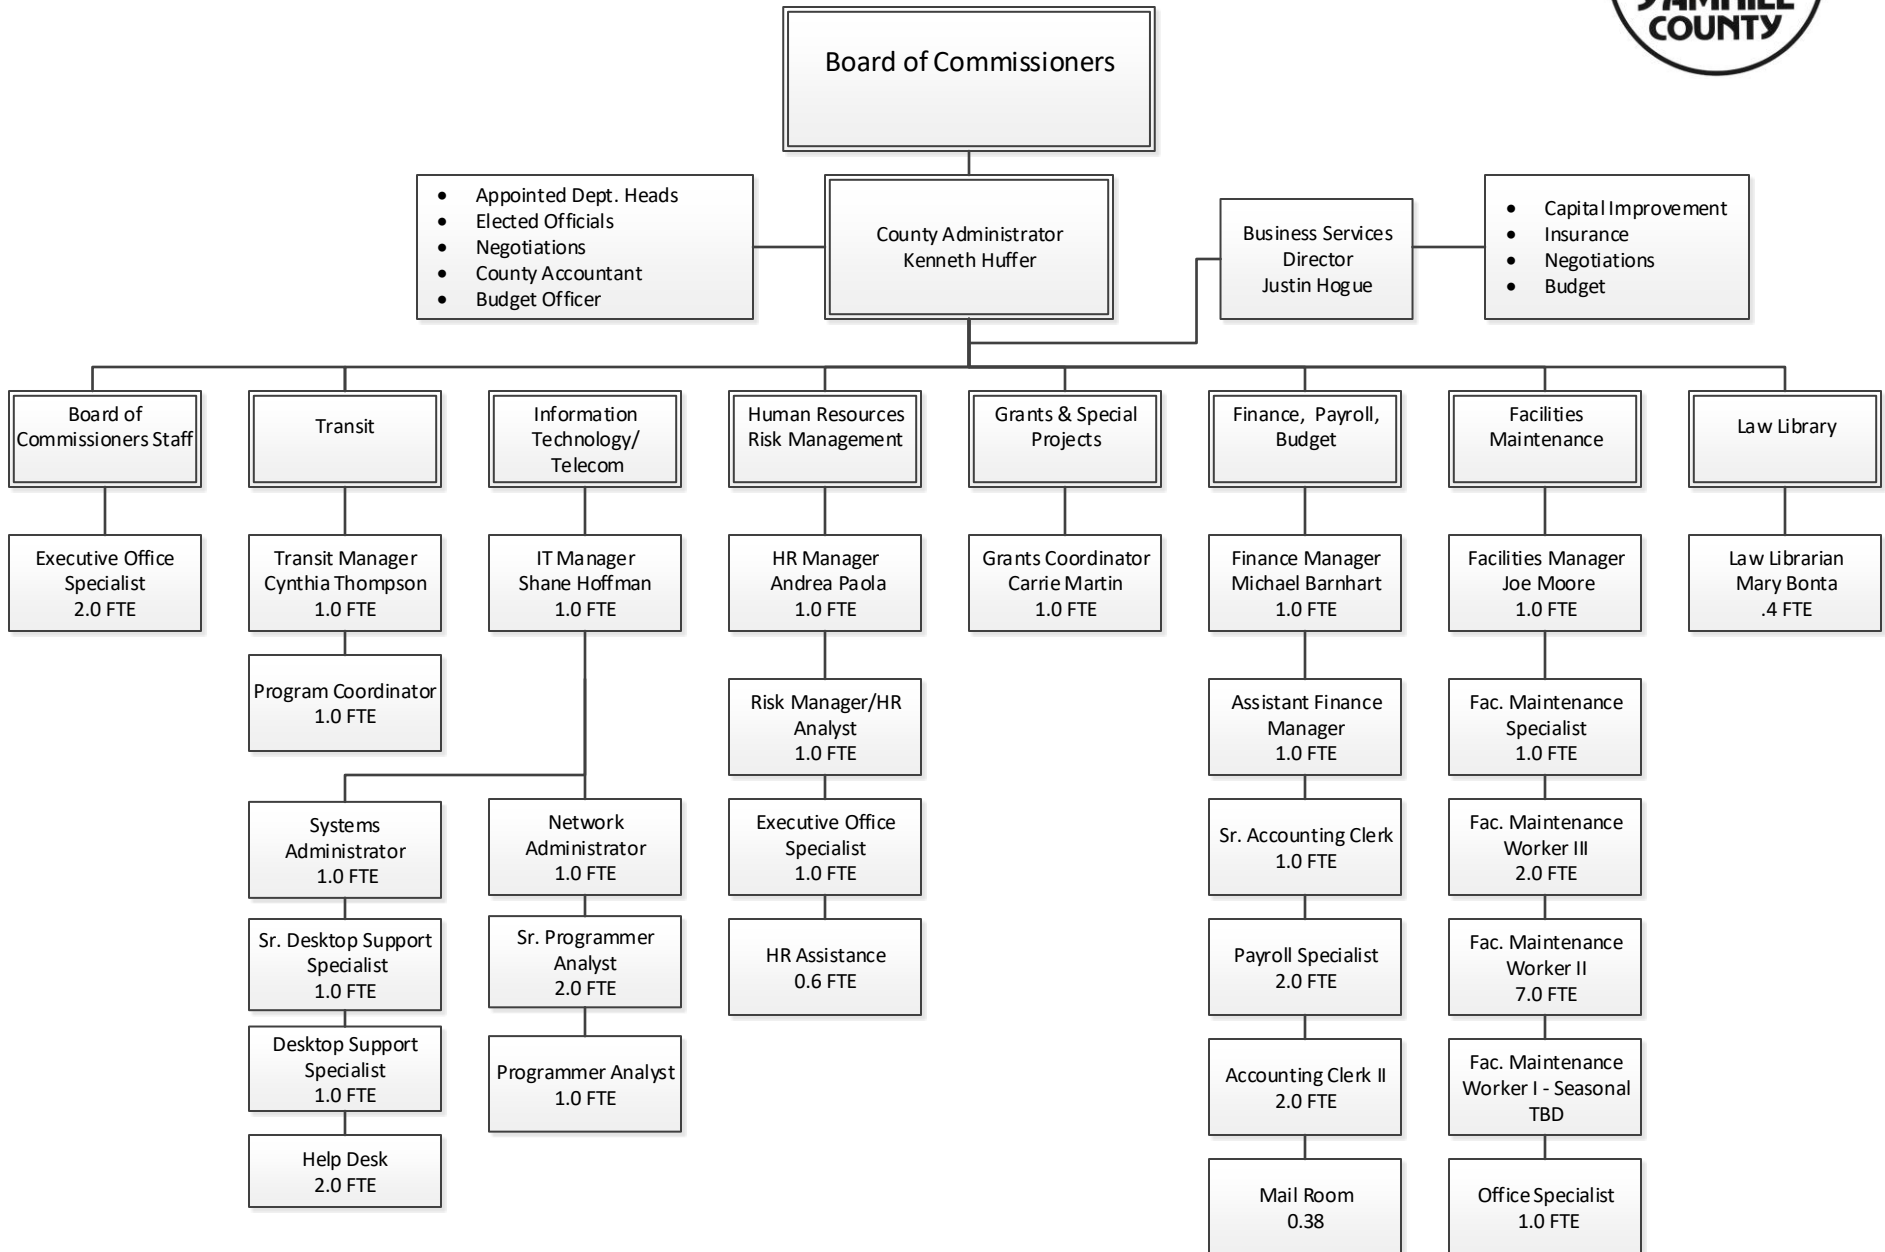 YAMHILL
COUNTY
Board of Commissioners
• Appointed Dept. Heads
• Elected Officials
• Negotiations
• County Accountant
• Budget Officer
County Administrator
Kenneth Huffer
Business Services
Director
Justin Hogue
• Capital Improvement
• Insurance
• Negotiations
• Budget
Board of
Commissioners Staff
Transit
Information
Technology/
Telecom
Human Resources
Risk Management
Grants & Special
Projects
Finance, Payroll,
Budget
Facilities
Maintenance
Law Library
Executive Office
Specialist
2.0 FTE
Transit Manager
Cynthia Thompson
1.0 FTE
IT Manager
Shane Hoffman
1.0 FTE
HR Manager
Andrea Paola
1.0 FTE
Grants Coordinator
Carrie Martin
1.0 FTE
Finance Manager
Michael Barnhart
1.0 FTE
Facilities Manager
Joe Moore
1.0 FTE
Law Librarian
Mary Bonta
.4 FTE
Program Coordinator
1.0 FTE
Risk Manager/HR
Analyst
1.0 FTE
Assistant Finance
Manager
1.0 FTE
Fac. Maintenance
Specialist
1.0 FTE
Systems
Administrator
1.0 FTE
Network
Administrator
1.0 FTE
Executive Office
Specialist
1.0 FTE
Sr. Accounting Clerk
1.0 FTE
Fac. Maintenance
Worker III
2.0 FTE
Sr. Desktop Support
Specialist
1.0 FTE
Sr. Programmer
Analyst
2.0 FTE
HR Assistance
0.6 FTE
Payroll Specialist
2.0 FTE
Fac. Maintenance
Worker II
7.0 FTE
Desktop Support
Specialist
1.0 FTE
Programmer Analyst
1.0 FTE
Accounting Clerk II
2.0 FTE
Fac. Maintenance
Worker I - Seasonal
TBD
Help Desk
2.0 FTE
Mail Room
0.38
Office Specialist
1.0 FTE